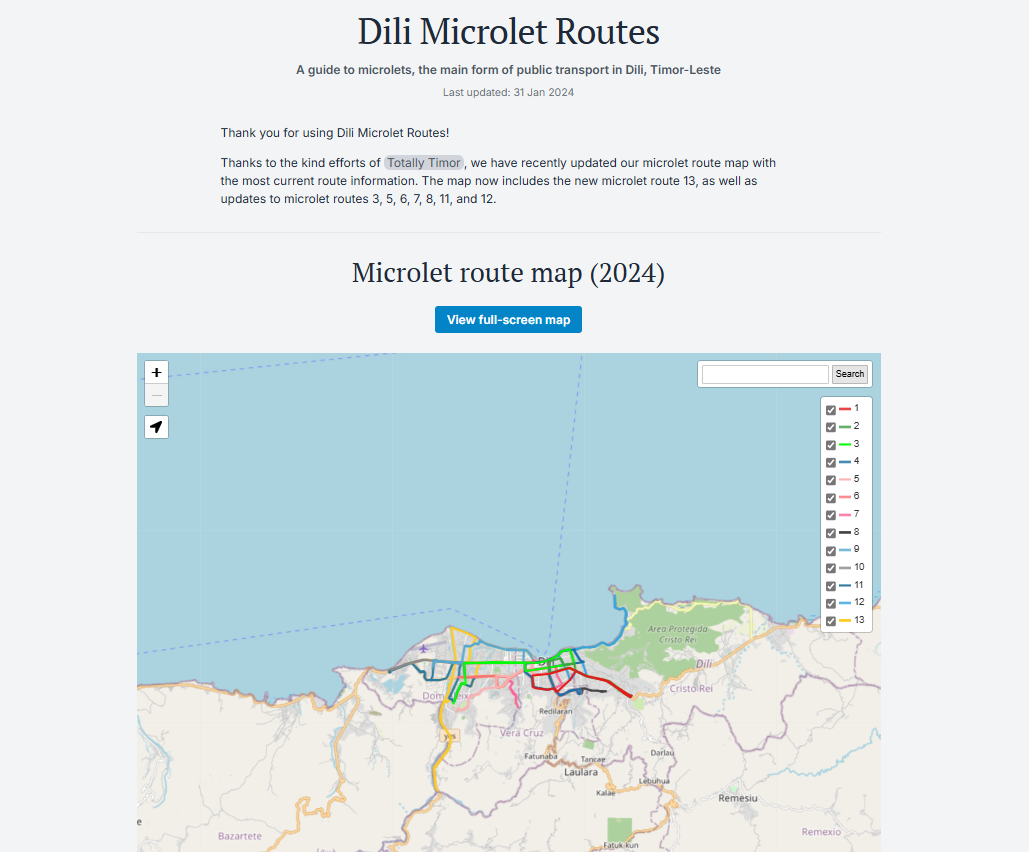 Dili Microlet Routes
A guide to microlets, the main form of public transport in Dili, Timor-Leste
Last updated: 31 Jan 2024
Thank you for using Dili Microlet Routes!
Thanks to the kind efforts of Totally Timor, we have recently updated our microlet route map with
the most current route information. The map now includes the new microlet route 13, as well as
updates to microlet routes 3, 5, 6, 7, 8, 11, and 12.
Microlet route map (2024)
View full-screen map
+
−
Search
1
2
3
4
5
6
7
8
9
10
11
12
13
Area Protegida
Cristo Rei
Dili
Cristo Rei
Redilaran
Vera Cruz
Fatunaba
Tancae
Darlau
Laulara
Lebuhua
Kalae
Remesiu
Bazartete
Remexio
Fatuk-kun